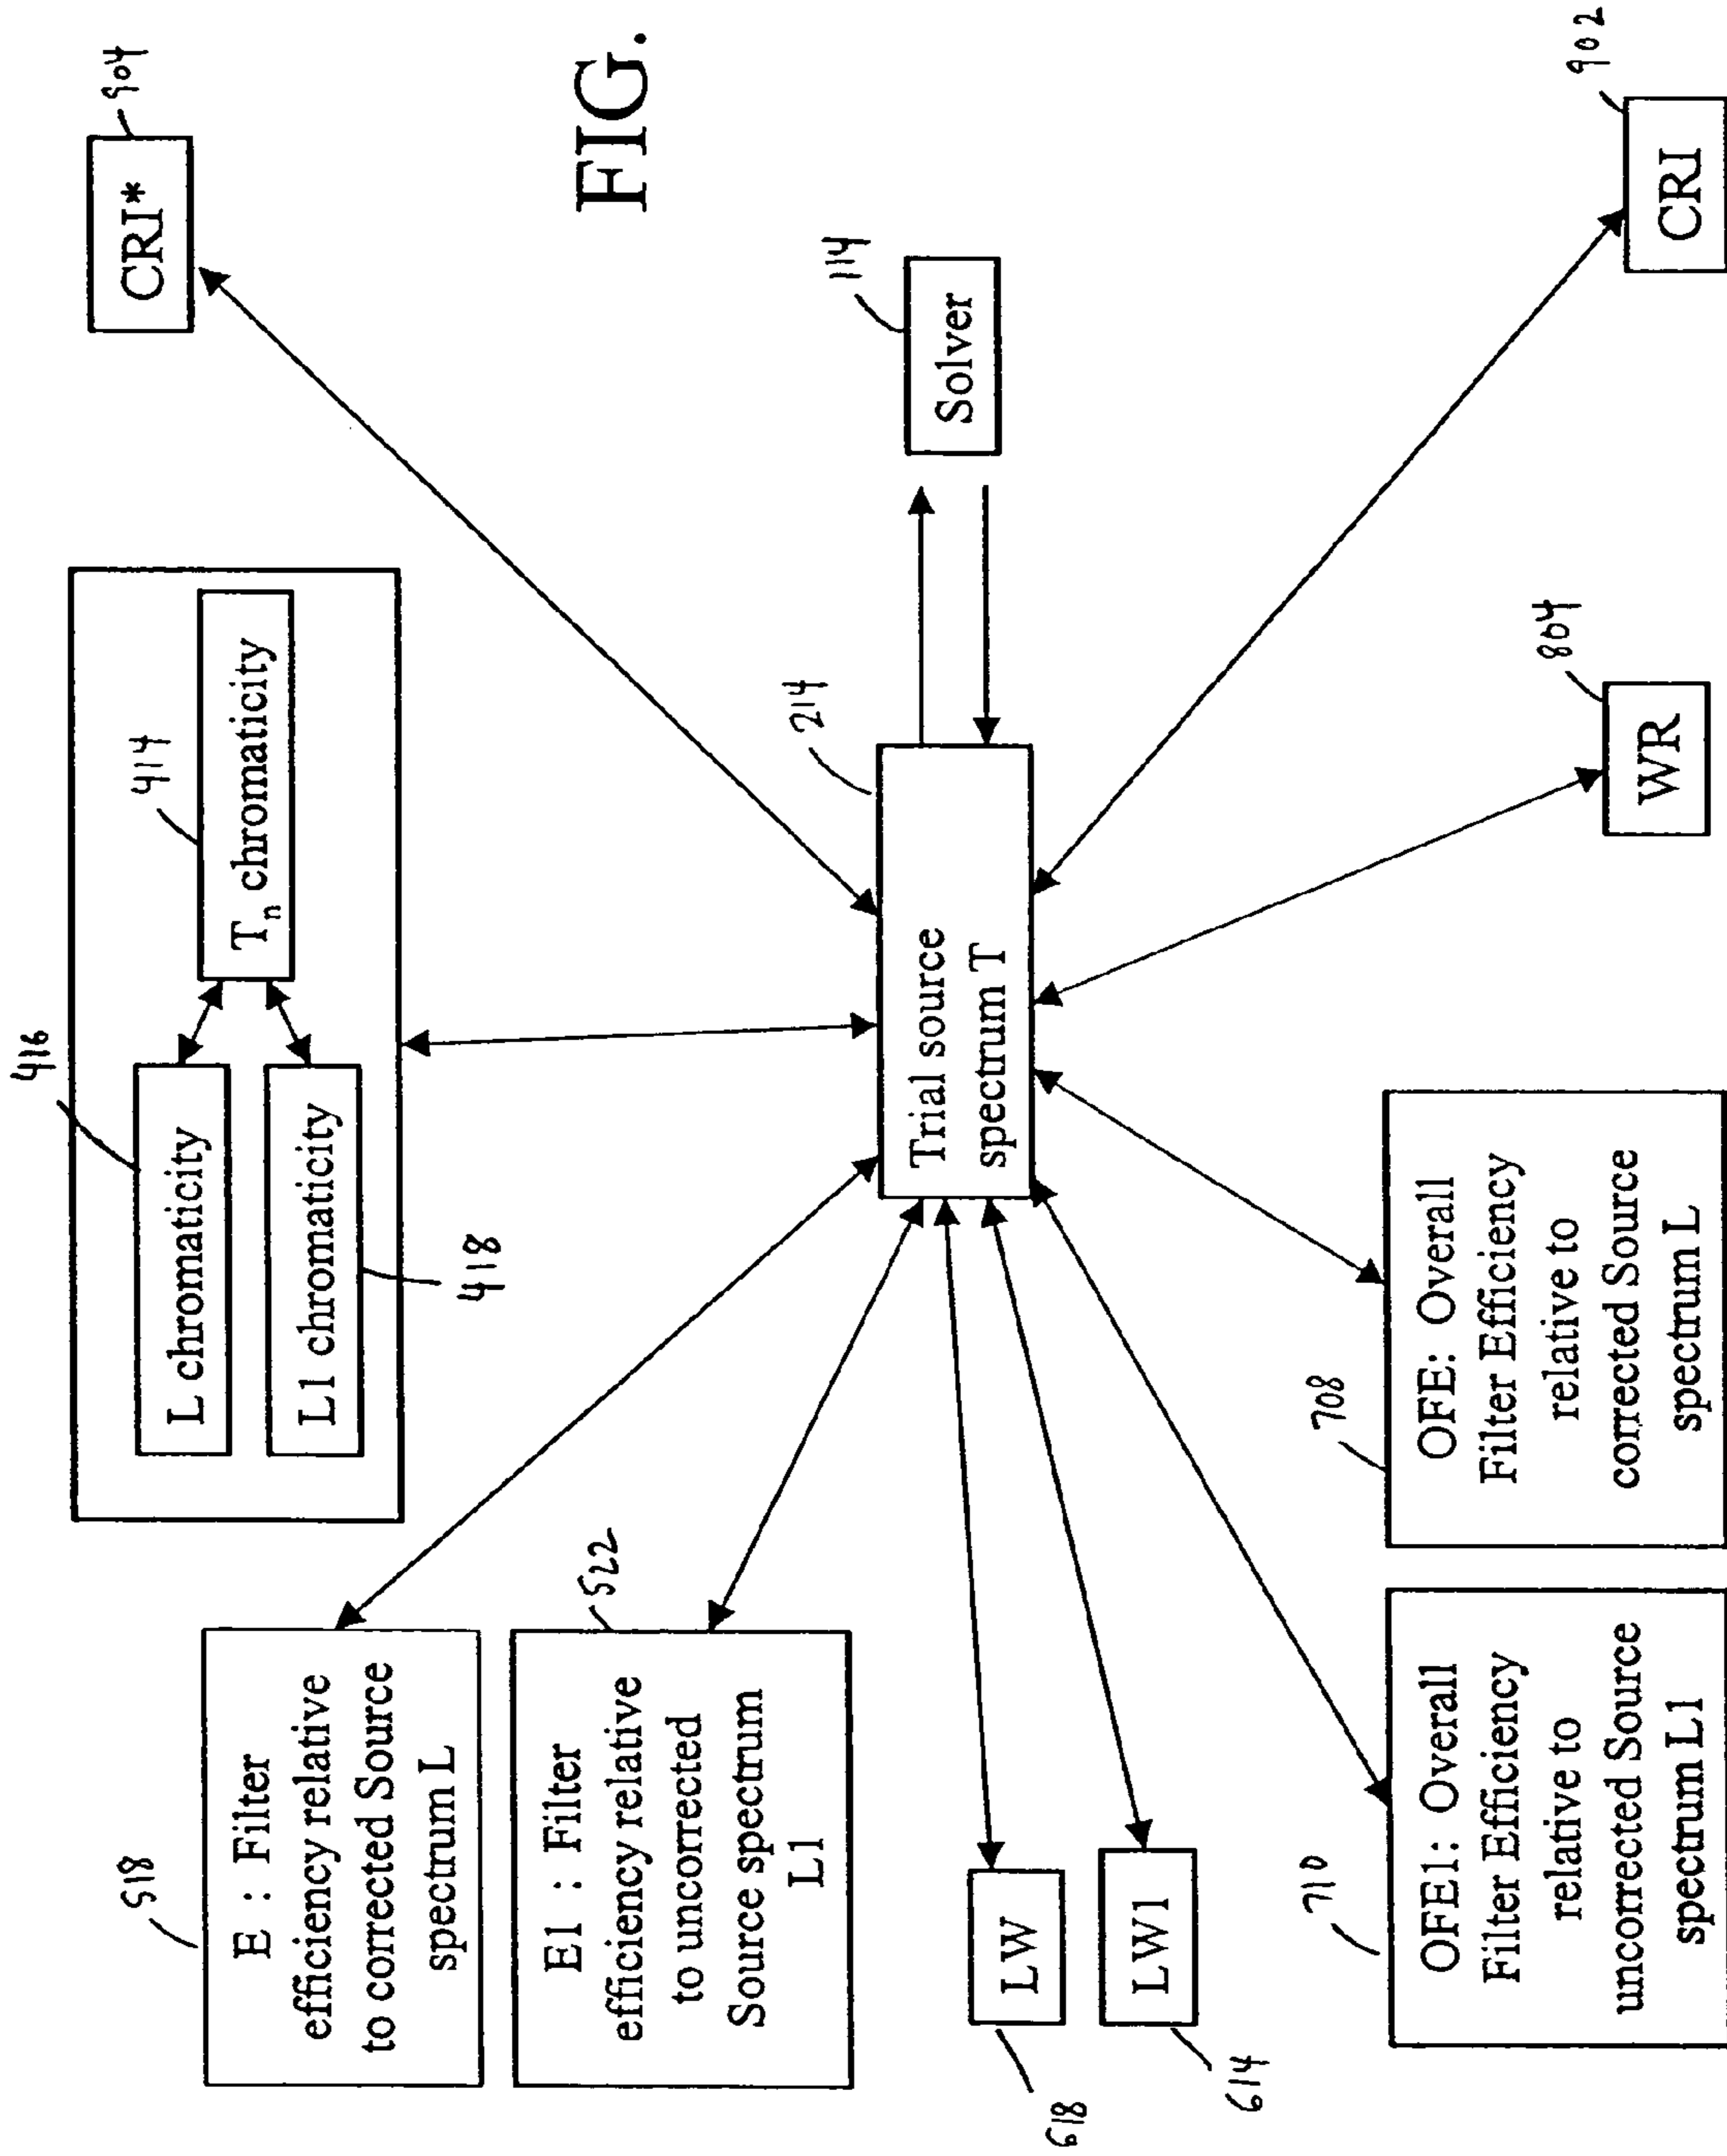 518
E : Filter
efficiency relative
to corrected Source
spectrum L
522
E1 : Filter
efficiency relative
to uncorrected
Source spectrum
L1
618
LW
LW1
614
710
OFE1: Overall
Filter Efficiency
relative to
uncorrected Source
spectrum L1
708
OFE: Overall
Filter Efficiency
relative to
corrected Source
spectrum L
416
416
L chromaticity
L1 chromaticity
418
414
Tn chromaticity
214
Trial source
spectrum T
114
Solver
804
WR
904
CRI*
902
CRI
FIG.